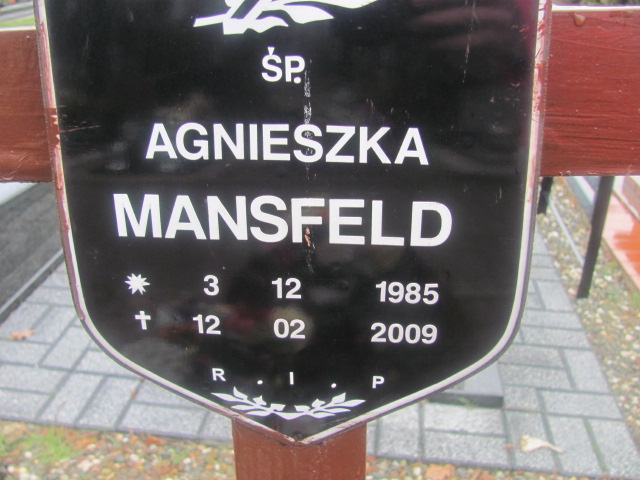 ŚP.
AGNIESZKA
MANSFELD
✷ 3 12 1985
✝ 12 02 2009
R . I . P